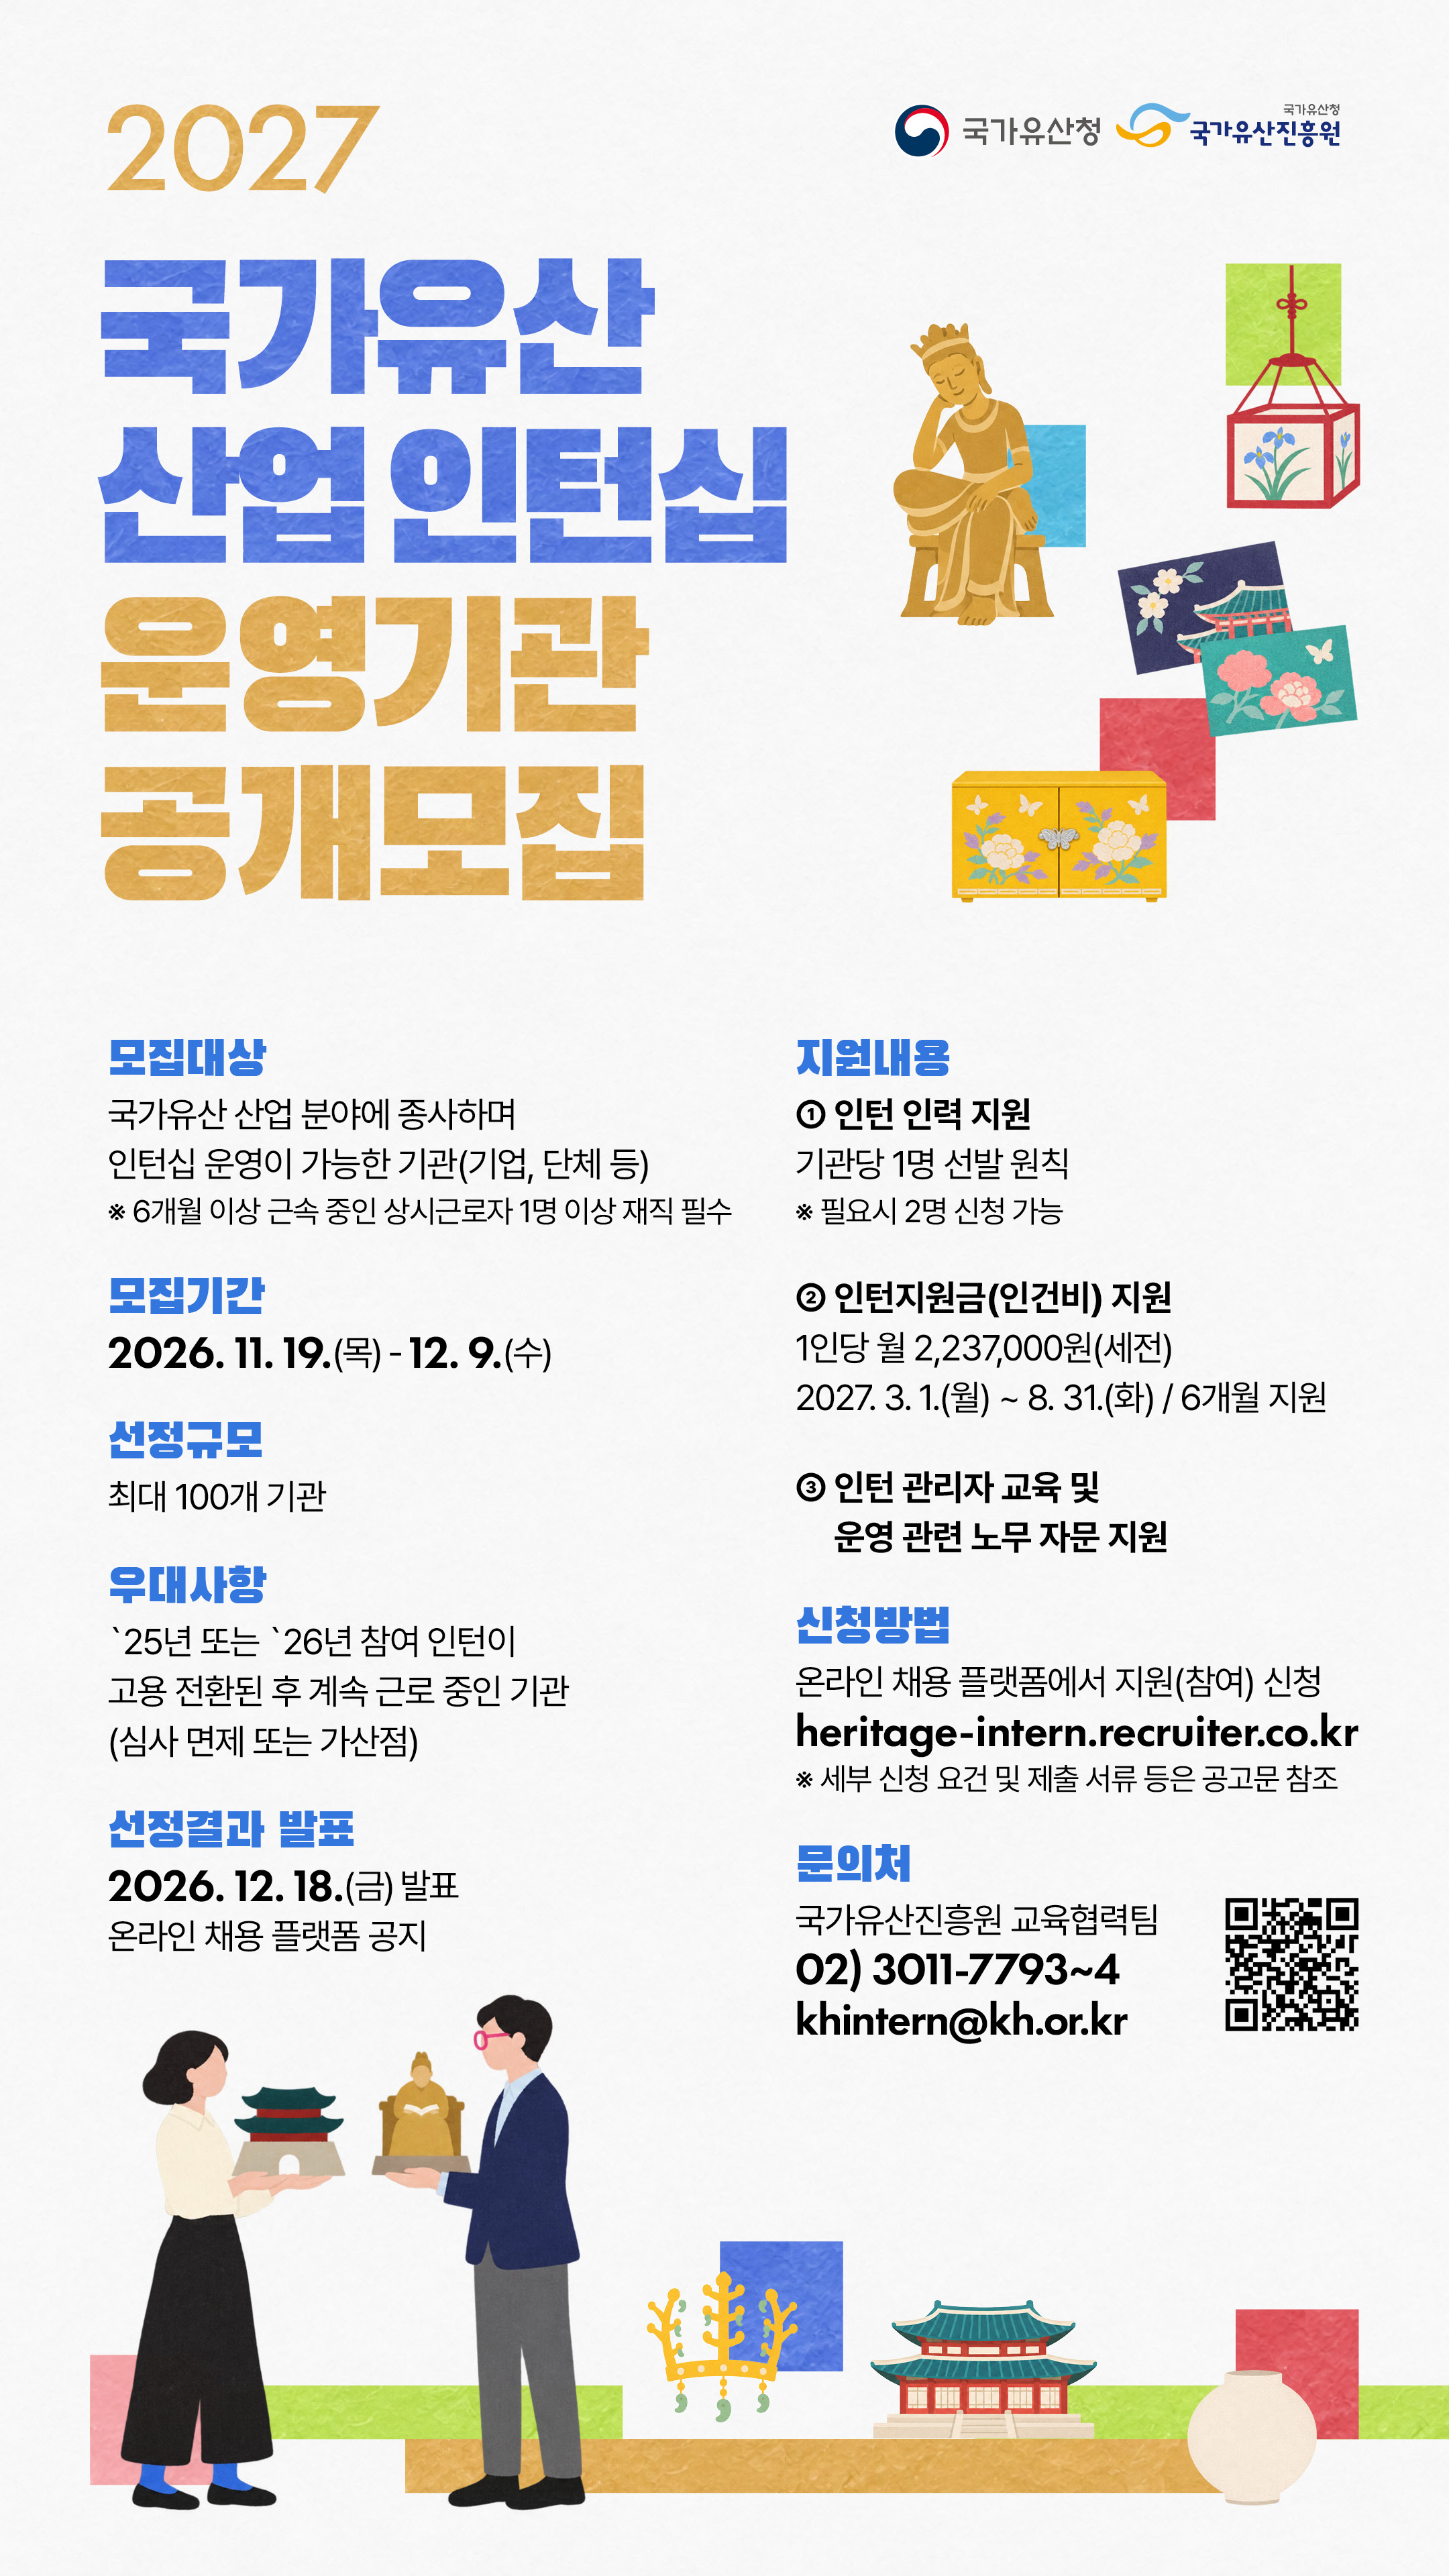 2027
국가유산청
국가유산청
국가유산진흥원
국가유산
산업 인턴십
운영기관
공개모집
모집대상
국가유산 산업 분야에 종사하며
인턴십 운영이 가능한 기관(기업, 단체 등)
※ 6개월 이상 근속 중인 상시근로자 1명 이상 재직 필수
모집기간
2026. 11. 19.(목) - 12. 9.(수)
선정규모
최대 100개 기관
우대사항
`25년 또는 `26년 참여 인턴이
고용 전환된 후 계속 근로 중인 기관
(심사 면제 또는 가산점)
선정결과 발표
2026. 12. 18.(금) 발표
온라인 채용 플랫폼 공지
지원내용
① 인턴 인력 지원
기관당 1명 선발 원칙
※ 필요시 2명 신청 가능
② 인턴지원금(인건비) 지원
1인당 월 2,237,000원(세전)
2027. 3. 1.(월) ~ 8. 31.(화) / 6개월 지원
③ 인턴 관리자 교육 및
운영 관련 노무 자문 지원
신청방법
온라인 채용 플랫폼에서 지원(참여) 신청
heritage-intern.recruiter.co.kr
※ 세부 신청 요건 및 제출 서류 등은 공고문 참조
문의처
국가유산진흥원 교육협력팀
02) 3011-7793~4
khintern@kh.or.kr